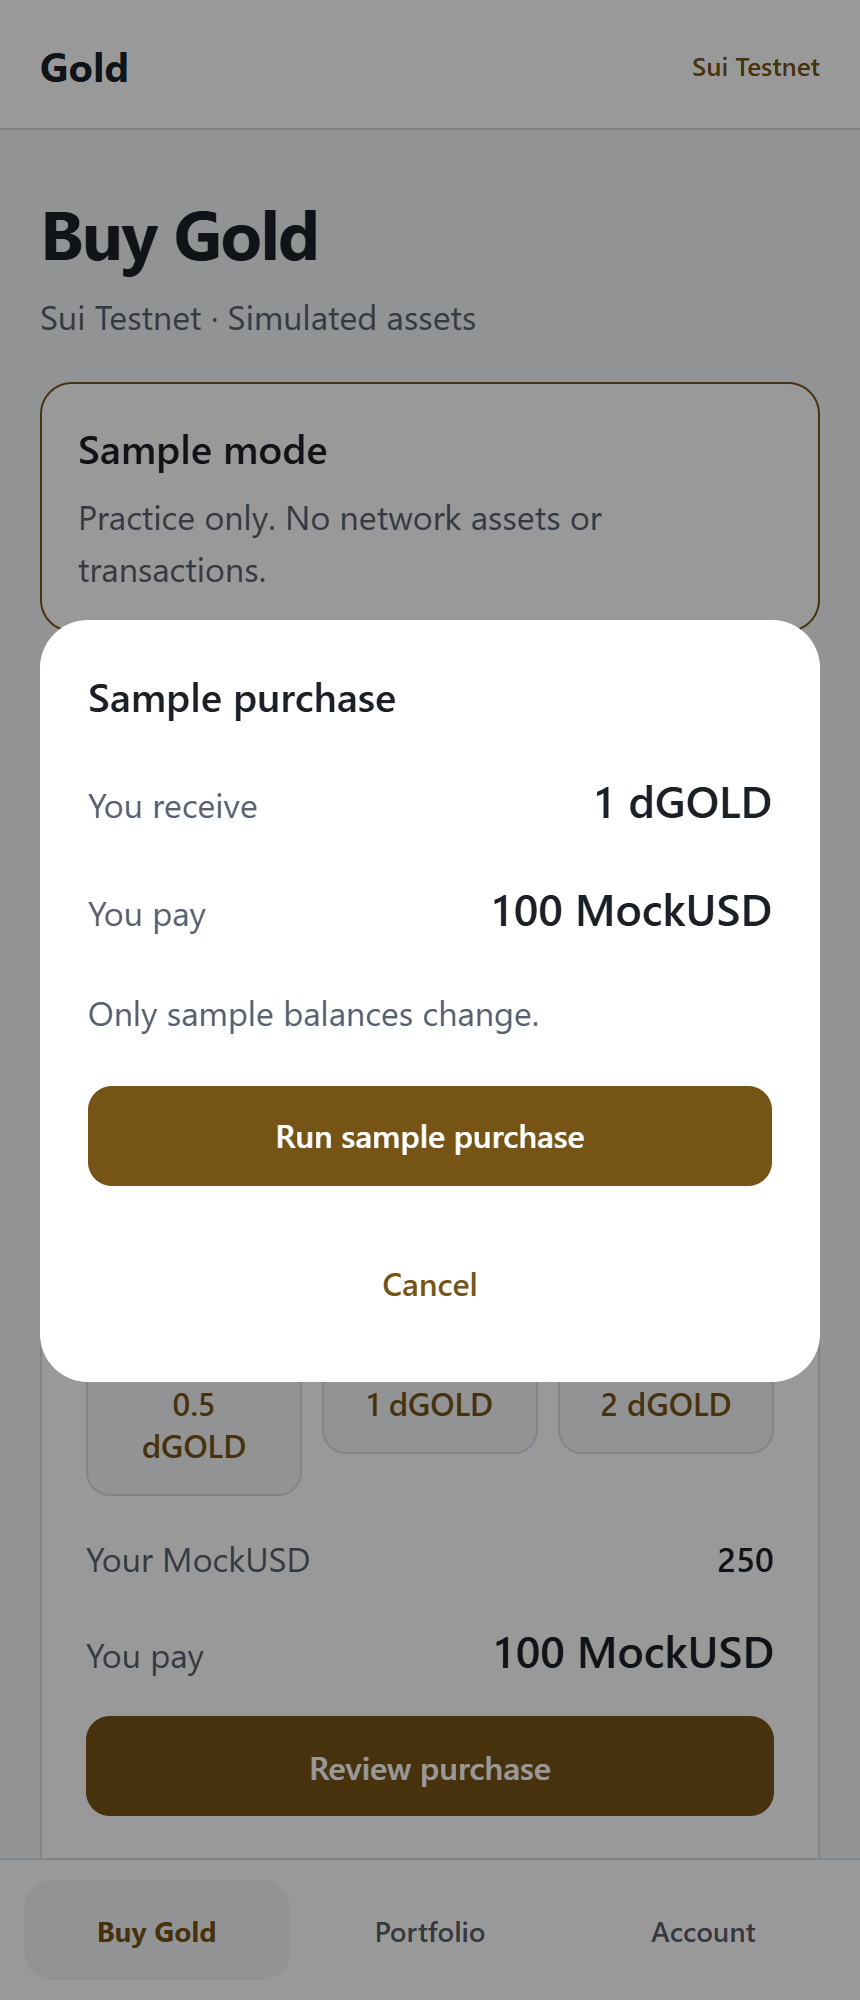 Gold
Sui Testnet
Buy Gold
Sui Testnet · Simulated assets
Sample mode
Practice only. No network assets or
transactions.
Sample purchase
You receive
1 dGOLD
You pay
100 MockUSD
Only sample balances change.
Run sample purchase
Cancel
0.5
dGOLD
1 dGOLD
2 dGOLD
Your MockUSD
250
You pay
100 MockUSD
Review purchase
Buy Gold
Portfolio
Account